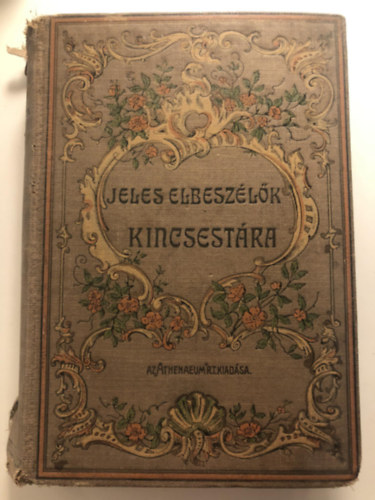 JELES ELBESZÉLŐK
KINCSESTÁRA
AZ ATHENAEUM R.T. KIADÁSA.